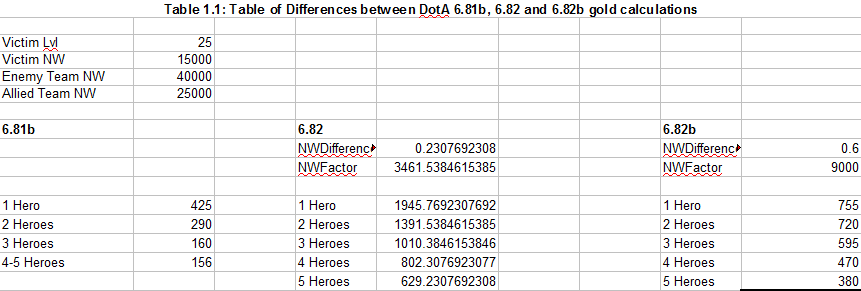 Table 1.1: Table of Differences between DotA 6.81b, 6.82 and 6.82b gold calculations
Victim Lvl 25
Victim NW 15000
Enemy Team NW 40000
Allied Team NW 25000
6.81b 6.82 6.82b
NWDifferenc 0.2307692308 NWDifferenc 0.6
NWFactor 3461.5384615385 NWFactor 9000
1 Hero 425 1 Hero 1945.7692307692 1 Hero 755
2 Heroes 290 2 Heroes 1391.5384615385 2 Heroes 720
3 Heroes 160 3 Heroes 1010.3846153846 3 Heroes 595
4-5 Heroes 156 4 Heroes 802.3076923077 4 Heroes 470
5 Heroes 629.2307692308 5 Heroes 380